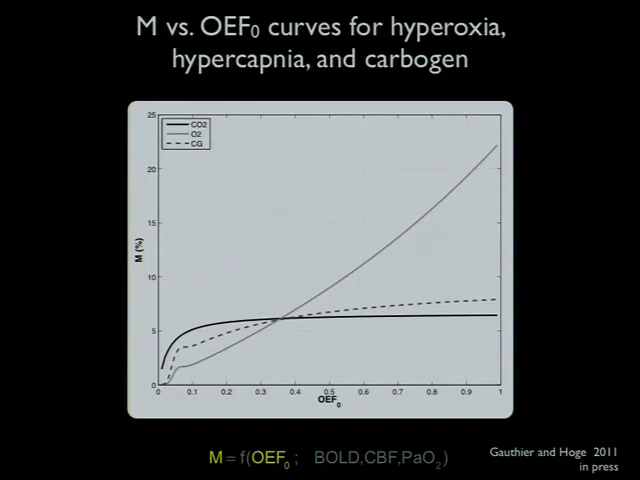 M vs. OEF0 curves for hyperoxia,
hypercapnia, and carbogen
25
20
15
10
5
0
M (%)
CO2
O2
CG
0 0.1 0.2 0.3 0.4 0.5 0.6 0.7 0.8 0.9 1
OEF0
M = f(OEF0 ; BOLD,CBF,PaO2)
Gauthier and Hoge 2011
in press